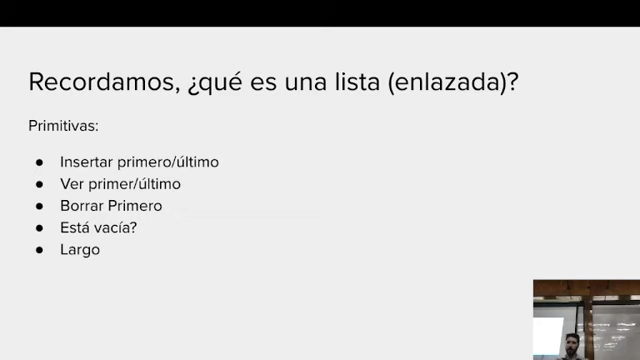 Recordamos, ¿qué es una lista (enlazada)?
Primitivas:
● Insertar primero/último
● Ver primer/último
● Borrar Primero
● Está vacía?
● Largo